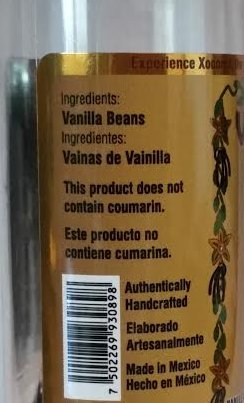 Experience
Ingredients:
Vanilla Beans
Ingredientes:
Vainas de Vainilla
This product does not
contain coumarin.
Este producto no
contiene cumarina.
7 502269 930898
Authentically
Handcrafted
Elaborado
Artesanalmente
Made in Mexico
Hecho en México